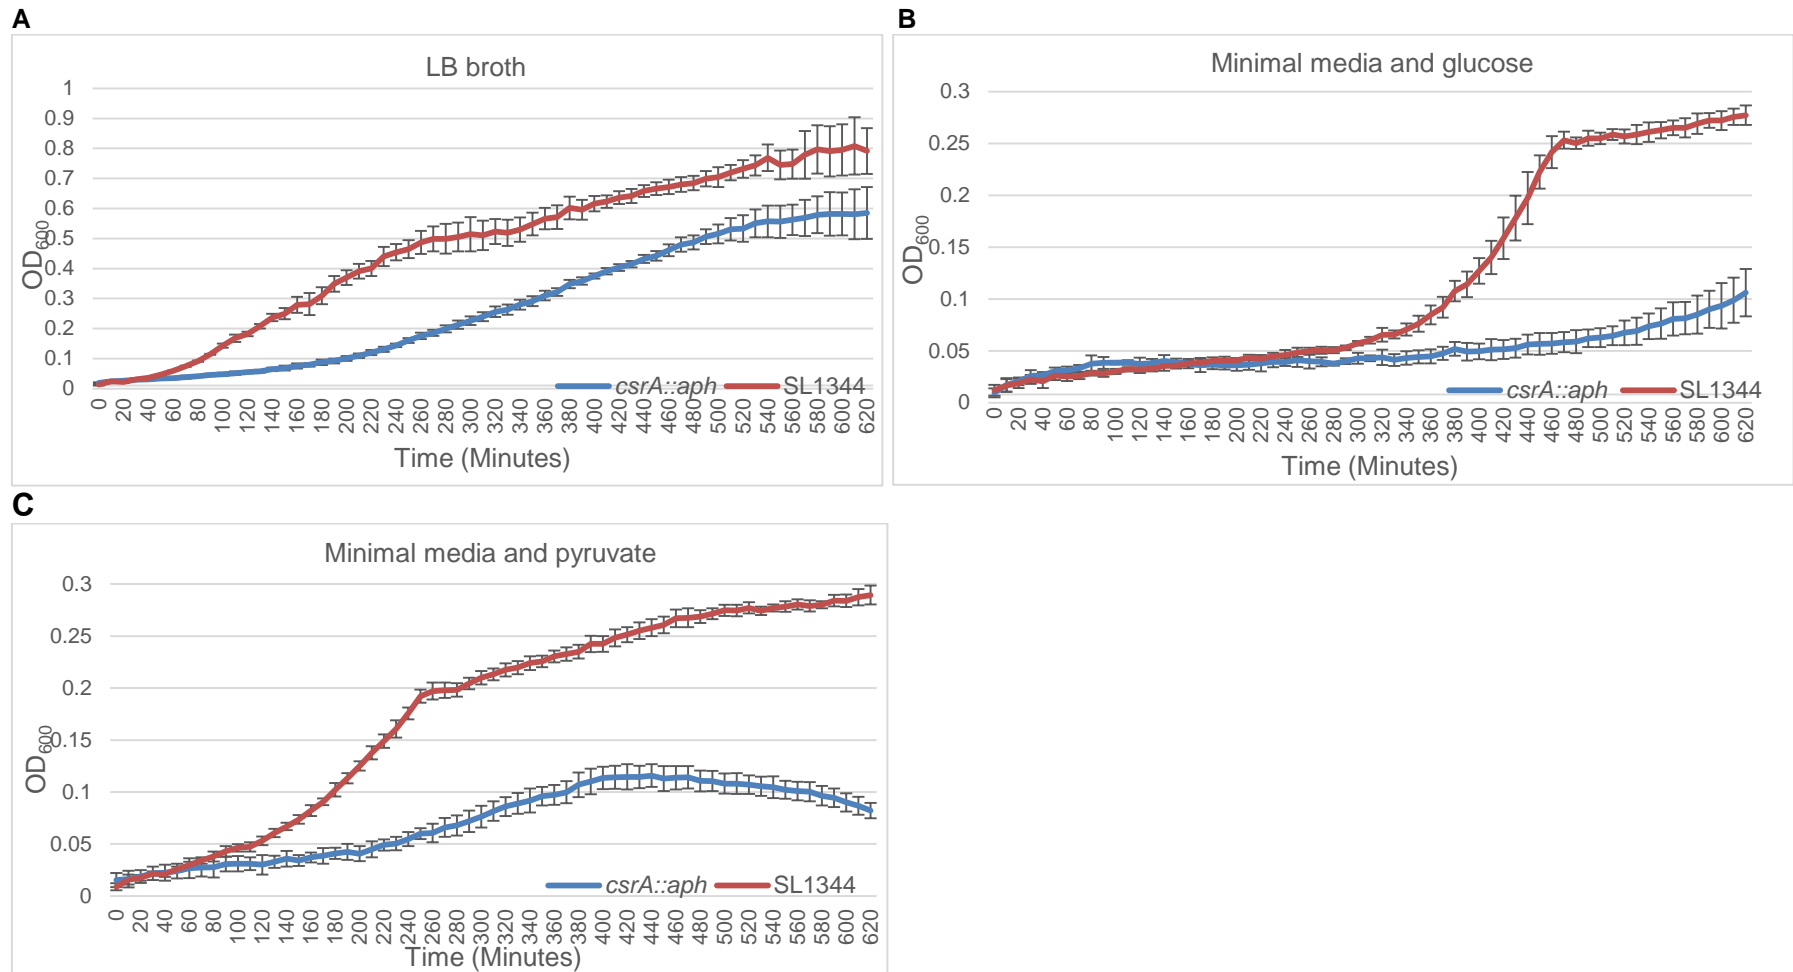 A
LB broth
1
0.9
0.8
0.7
0.6
0.5
0.4
0.3
0.2
0.1
0
OD600
csrA::aph SL1344
0 20 40 60 80 100 120 140 160 180 200 220 240 260 280 300 320 340 360 380 400 420 440 460 480 500 520 540 560 580 600 620
Time (Minutes)
B
Minimal media and glucose
0.3
0.25
0.2
0.15
0.1
0.05
0
OD600
csrA::aph SL1344
0 20 40 60 80 100 120 140 160 180 200 220 240 260 280 300 320 340 360 380 400 420 440 460 480 500 520 540 560 580 600 620
Time (Minutes)
C
Minimal media and pyruvate
0.3
0.25
0.2
0.15
0.1
0.05
0
OD600
csrA::aph SL1344
0 20 40 60 80 100 120 140 160 180 200 220 240 260 280 300 320 340 360 380 400 420 440 460 480 500 520 540 560 580 600 620
Time (Minutes)